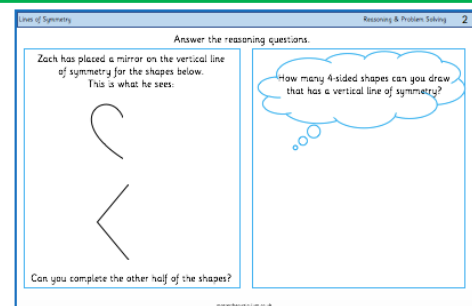 Lines of Symmetry
Reasoning & Problem Solving 2
Answer the reasoning questions.
Zach has placed a mirror on the vertical line
of symmetry for the shapes below.
This is what he sees:
Can you complete the other half of the shapes?
How many 4-sided shapes can you draw
that has a vertical line of symmetry?